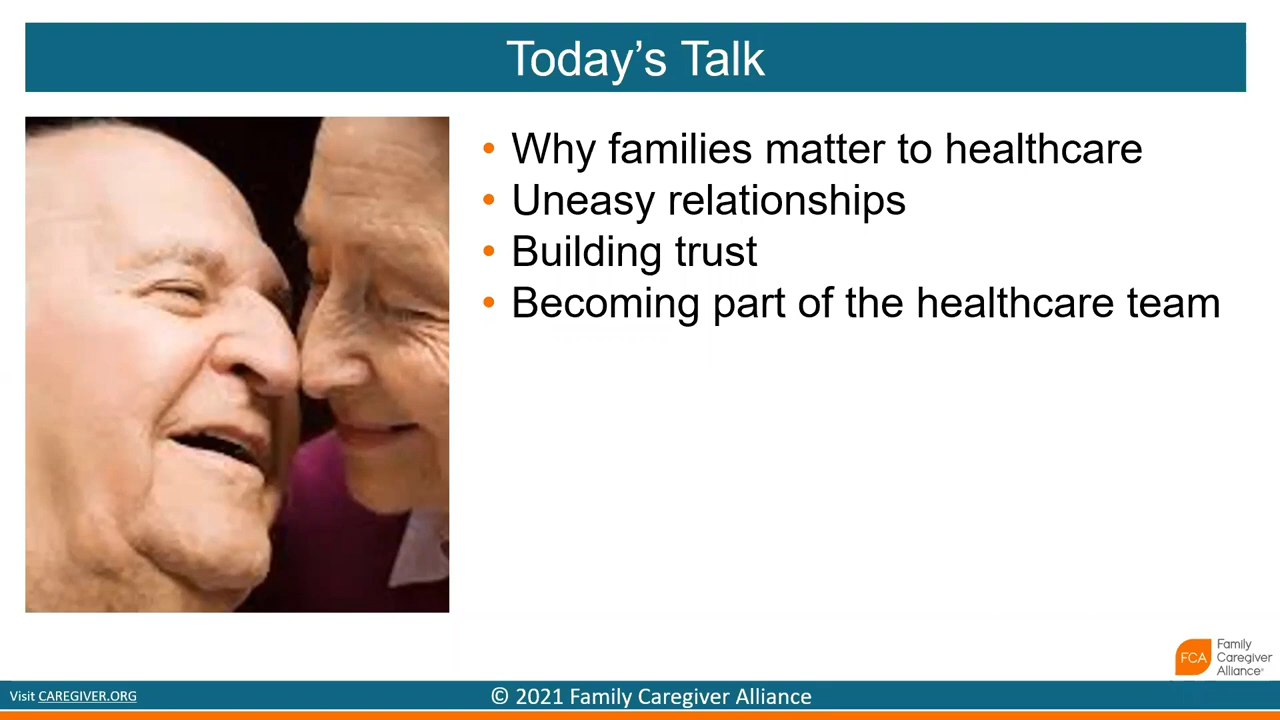 Today's Talk
• Why families matter to healthcare
• Uneasy relationships
• Building trust
• Becoming part of the healthcare team
FCA
Family
Caregiver
Alliance
Visit CAREGIVER.ORG
© 2021 Family Caregiver Alliance